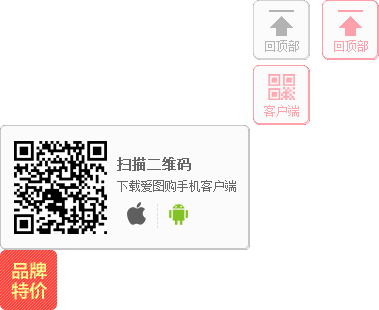 回顶部
回顶部
客户端
扫描二维码
下载爱图购手机客户端
品牌
特价